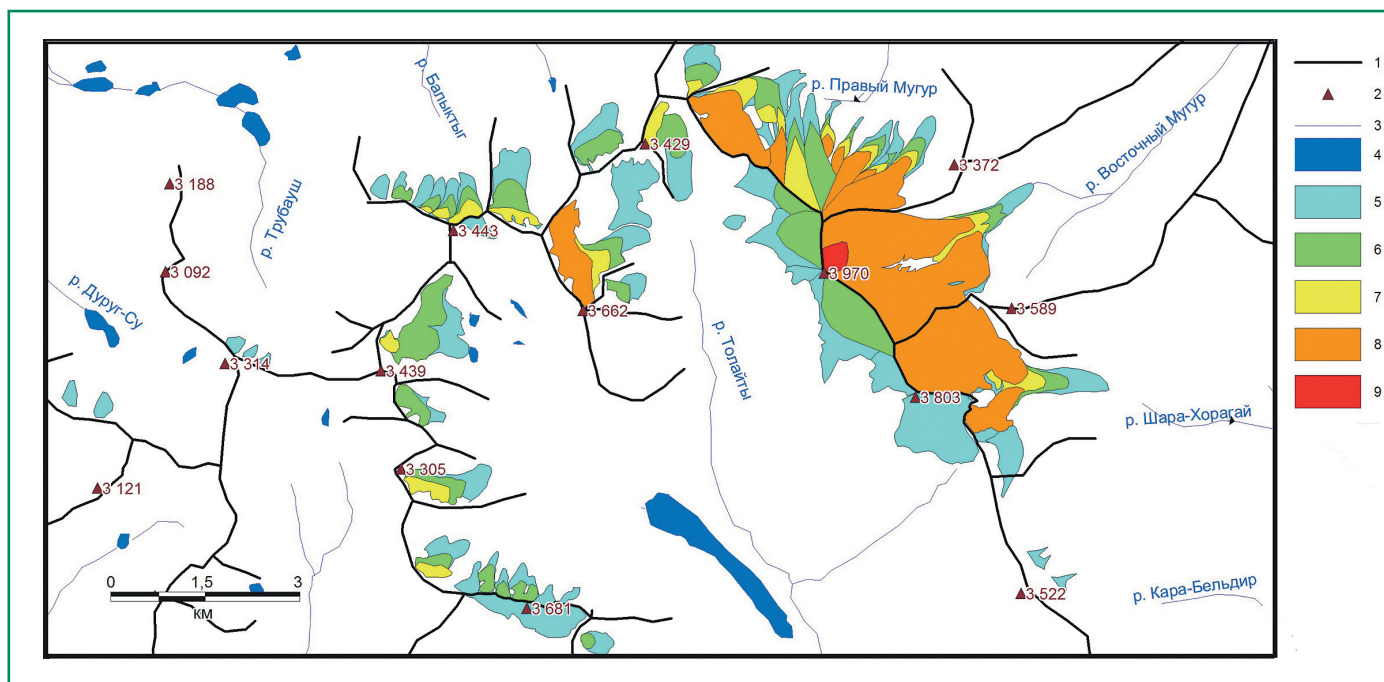 р. Балыктыг
р. Правый Мугур
р. Восточный Мугур
3 429
3 372
3 188
р. Трубауш
3 443
3 092
3 970
р. Дуруг-Су
3 662
3 589
р. Толайты
3 314
3 439
3 803
р. Шара-Хорагай
3 305
3 121
0 1,5 3
км
3 681
3 522
р. Кара-Бельдир
1
2
3
4
5
6
7
8
9